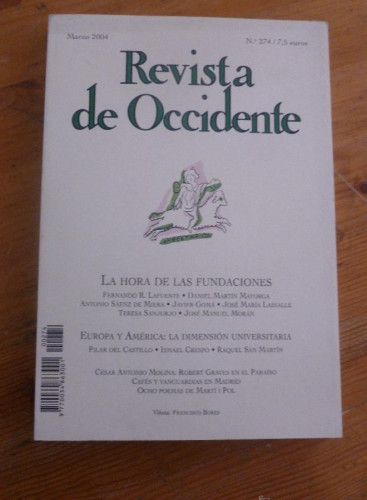 Marzo 2004
N.º 274 / 7,5 euros
Revista
de Occidente
LA HORA DE LAS FUNDACIONES
FERNANDO R. LAFUENTE • DANIEL MARTÍN MAYORGA
ANTONIO SÁENZ DE MIERA • JAVIER GOMÁ • JOSÉ MARÍA LASSALLE
TERESA SANJURJO • JOSÉ MANUEL MORÁN
EUROPA Y AMÉRICA: LA DIMENSIÓN UNIVERSITARIA
PILAR DEL CASTILLO • ISMAEL CRESPO • RAQUEL SAN MARTÍN
CÉSAR ANTONIO MOLINA: ROBERT GRAVES EN EL PARAÍSO
CAFÉS Y VANGUARDIAS EN MADRID
OCHO POEMAS DE MARTÍ I POL
Viñeta: FRANCISCO BORES
00274